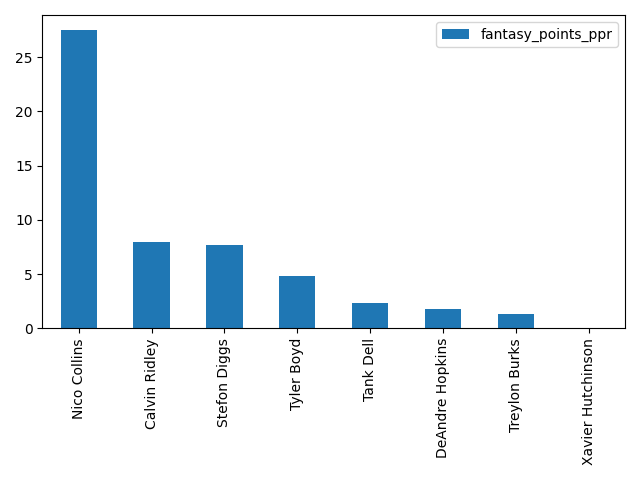 fantasy_points_ppr
25
20
15
10
5
0
Nico Collins
Calvin Ridley
Stefon Diggs
Tyler Boyd
Tank Dell
DeAndre Hopkins
Treylon Burks
Xavier Hutchinson